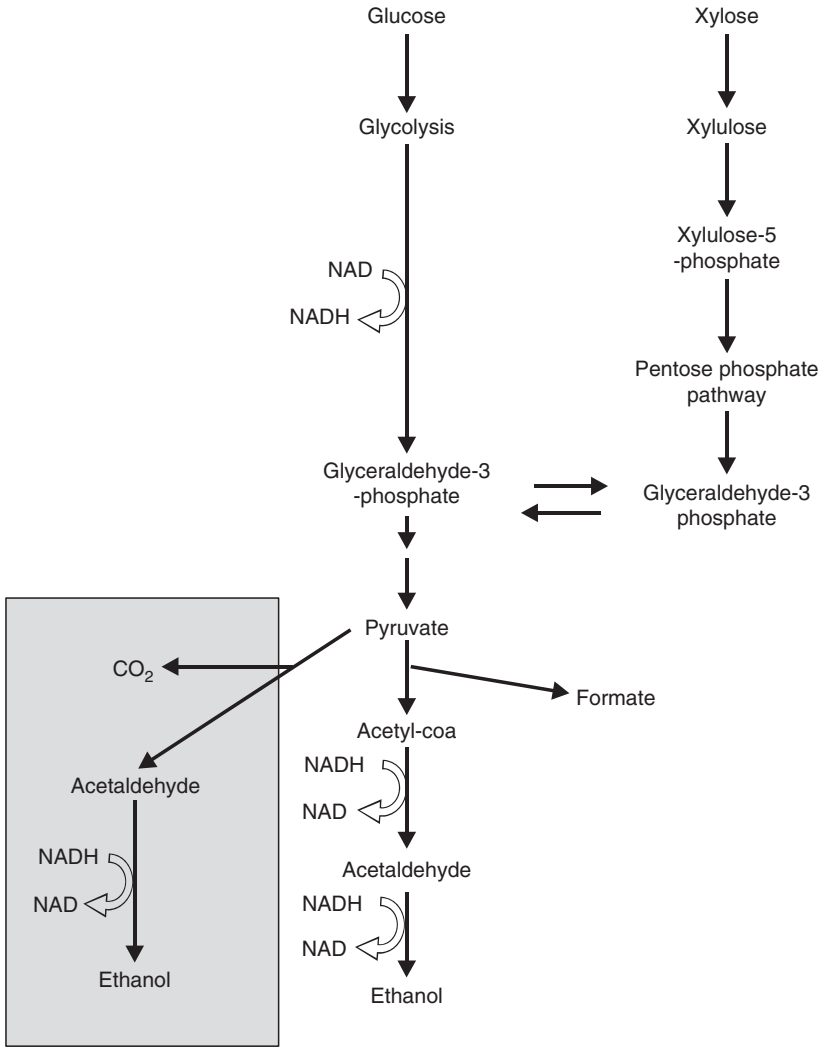 Glucose
Xylose
Glycolysis
Xylulose
Xylulose-5
-phosphate
NAD
NADH
Pentose phosphate
pathway
Glyceraldehyde-3
-phosphate
Glyceraldehyde-3
phosphate
Pyruvate
CO2
Formate
Acetyl-coa
NADH
Acetaldehyde
NAD
NADH
Acetaldehyde
NAD
NADH
NAD
Ethanol
Ethanol